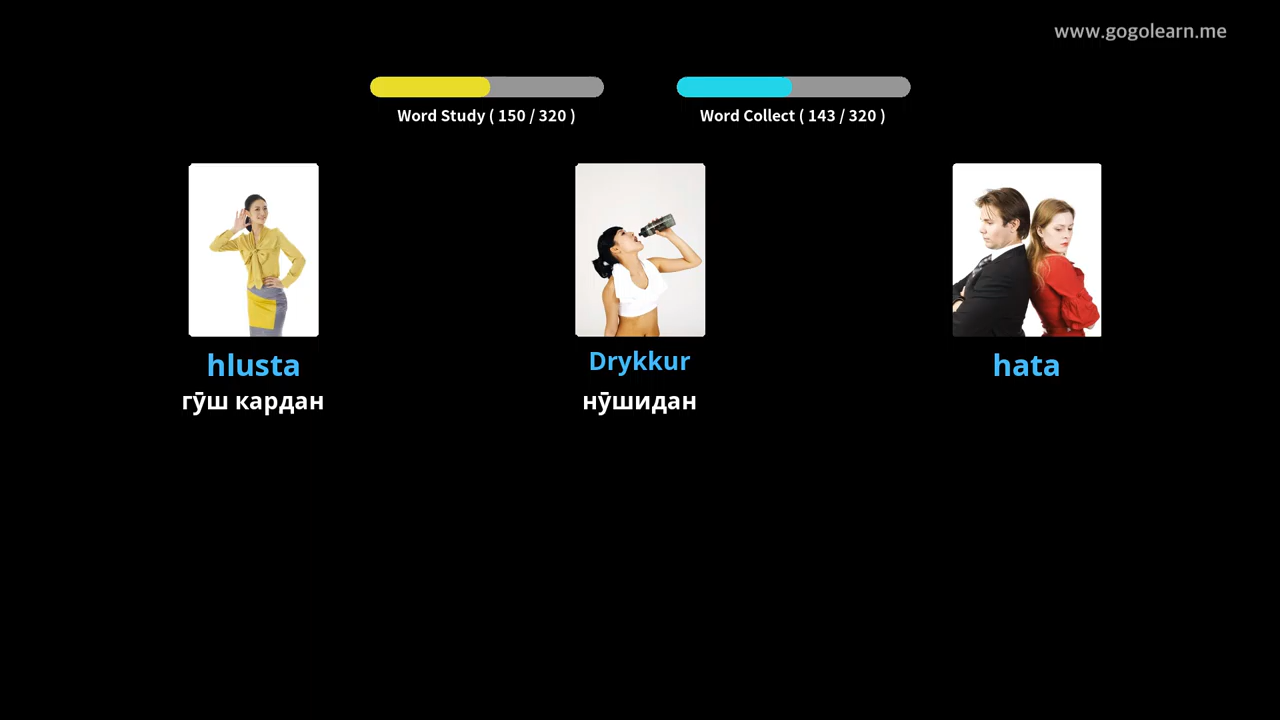 www.gogolearn.me
Word Study ( 150 / 320 )
Word Collect ( 143 / 320 )
hlusta
Drykkur
hata
гӯш кардан
нӯшидан